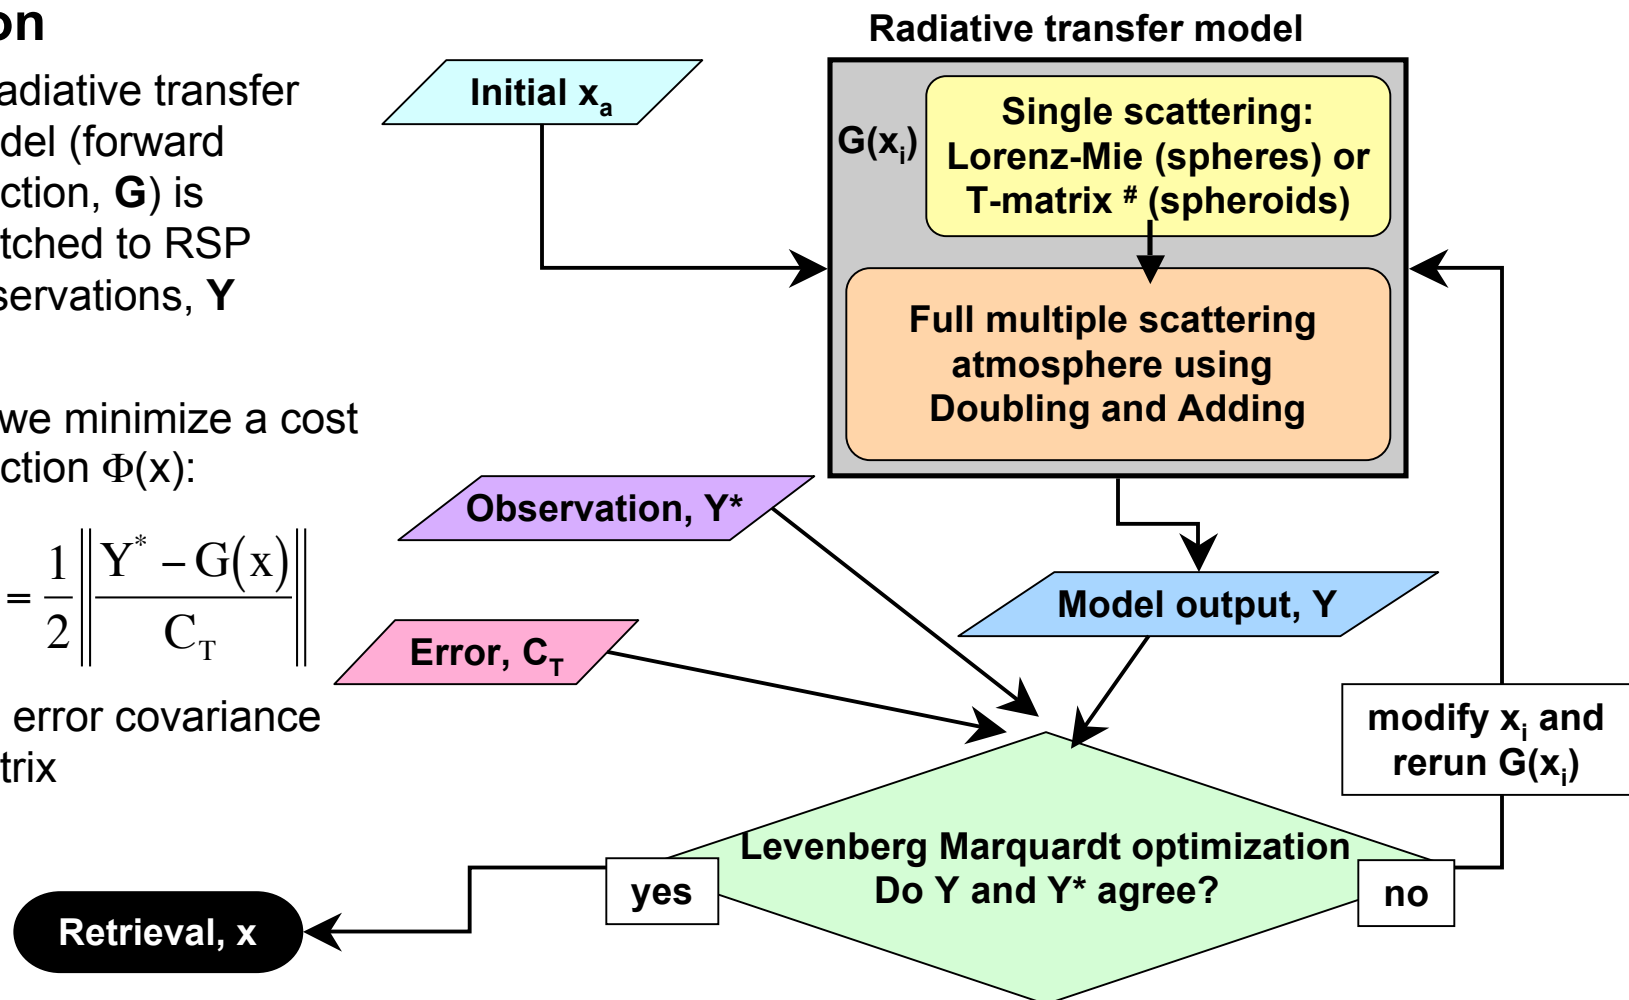 on
adiative transfer
del (forward
ction, G) is
tched to RSP
servations, Y
we minimize a cost
ction Φ(x):
= 1/2 ‖ (Y* − G(x)) / C_T ‖
error covariance
trix
Radiative transfer model
Initial x_a
G(x_i)
Single scattering:
Lorenz-Mie (spheres) or
T-matrix # (spheroids)
Full multiple scattering
atmosphere using
Doubling and Adding
Observation, Y*
Model output, Y
Error, C_T
modify x_i and
rerun G(x_i)
Levenberg Marquardt optimization
Do Y and Y* agree?
yes
no
Retrieval, x